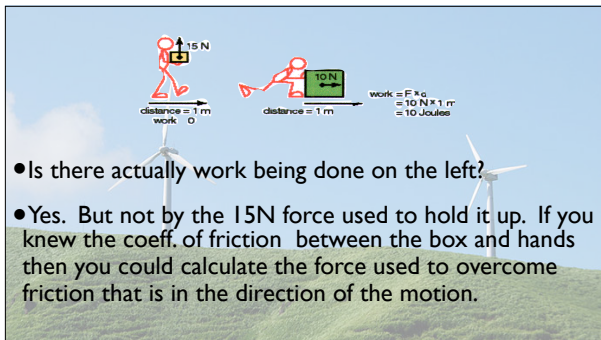 15 N
10 N
distance = 1 m
work 0
distance = 1 m
work = F x
= 10 N x 1 m
= 10 Joules
•Is there actually work being done on the left?
•Yes. But not by the 15N force used to hold it up. If you
knew the coeff. of friction between the box and hands
then you could calculate the force used to overcome
friction that is in the direction of the motion.